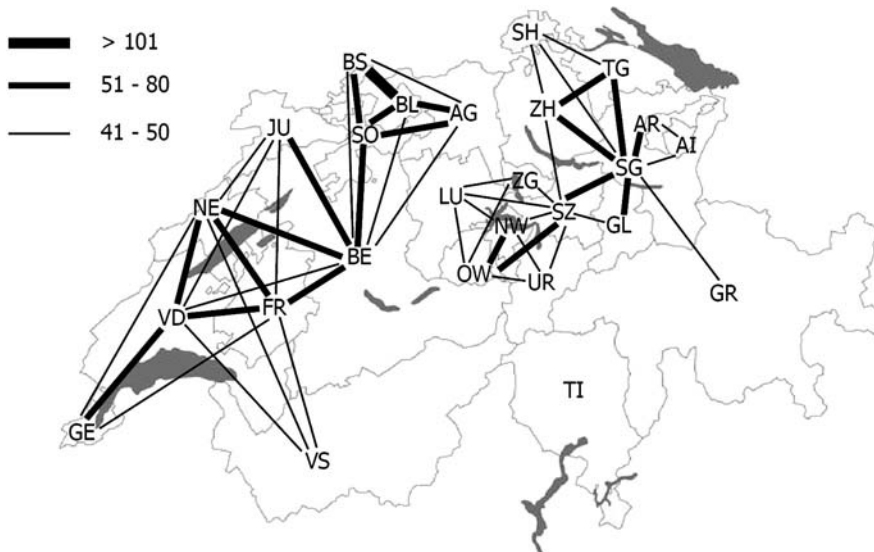 > 101
51 - 80
41 - 50
SH
BS
TG
BL
AG
ZH
JU
SO
AR
AI
SG
ZG
LU
NE
SZ
NW
GL
BE
OW
UR
GR
FR
VD
TI
GE
VS